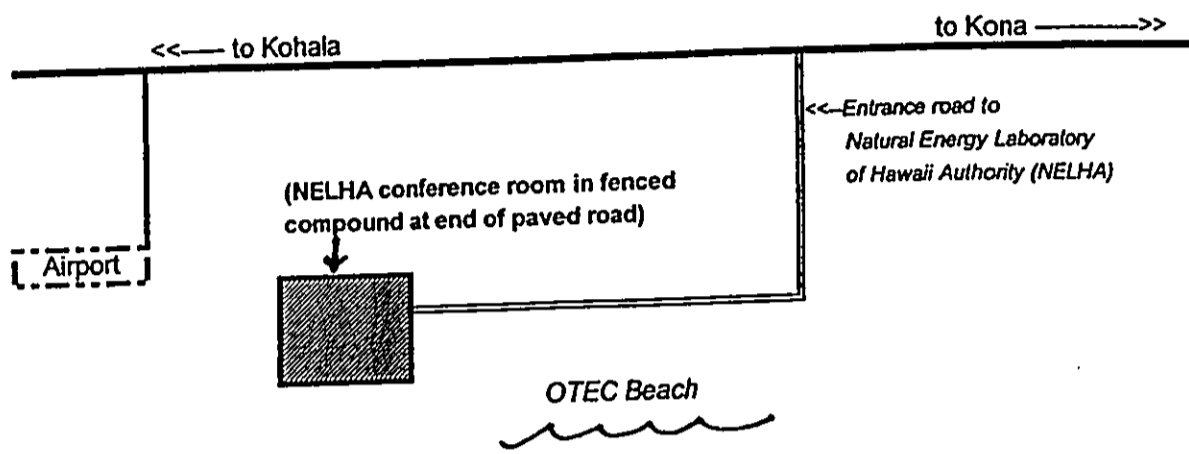 <<—— to Kohala
to Kona ————>>
<<—Entrance road to
Natural Energy Laboratory
of Hawaii Authority (NELHA)
(NELHA conference room in fenced
compound at end of paved road)
Airport
OTEC Beach